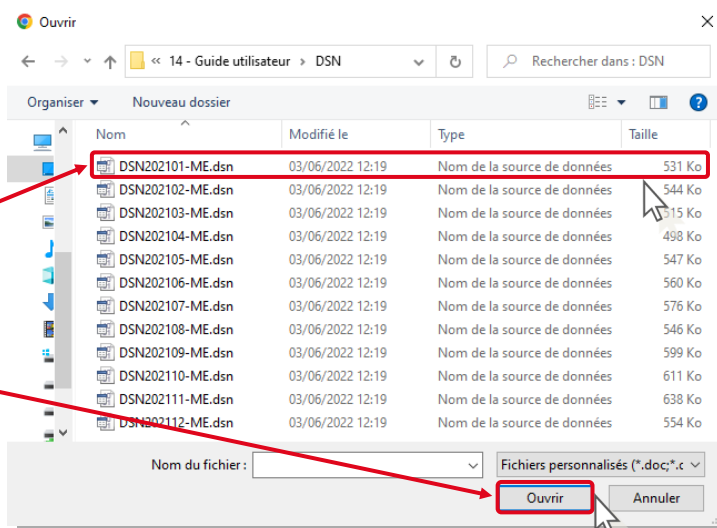 Ouvrir
« 14 - Guide utilisateur › DSN Rechercher dans : DSN
Organiser Nouveau dossier ?
Nom Modifié le Type Taille
DSN202101-ME.dsn 03/06/2022 12:19 Nom de la source de données 531 Ko
DSN202102-ME.dsn 03/06/2022 12:19 Nom de la source de données 544 Ko
DSN202103-ME.dsn 03/06/2022 12:19 Nom de la source de données 515 Ko
DSN202104-ME.dsn 03/06/2022 12:19 Nom de la source de données 498 Ko
DSN202105-ME.dsn 03/06/2022 12:19 Nom de la source de données 547 Ko
DSN202106-ME.dsn 03/06/2022 12:19 Nom de la source de données 560 Ko
DSN202107-ME.dsn 03/06/2022 12:19 Nom de la source de données 576 Ko
DSN202108-ME.dsn 03/06/2022 12:19 Nom de la source de données 546 Ko
DSN202109-ME.dsn 03/06/2022 12:19 Nom de la source de données 599 Ko
DSN202110-ME.dsn 03/06/2022 12:19 Nom de la source de données 611 Ko
DSN202111-ME.dsn 03/06/2022 12:19 Nom de la source de données 638 Ko
DSN202112-ME.dsn 03/06/2022 12:19 Nom de la source de données 554 Ko
Nom du fichier : Fichiers personnalisés (*.doc;*.c
Ouvrir Annuler